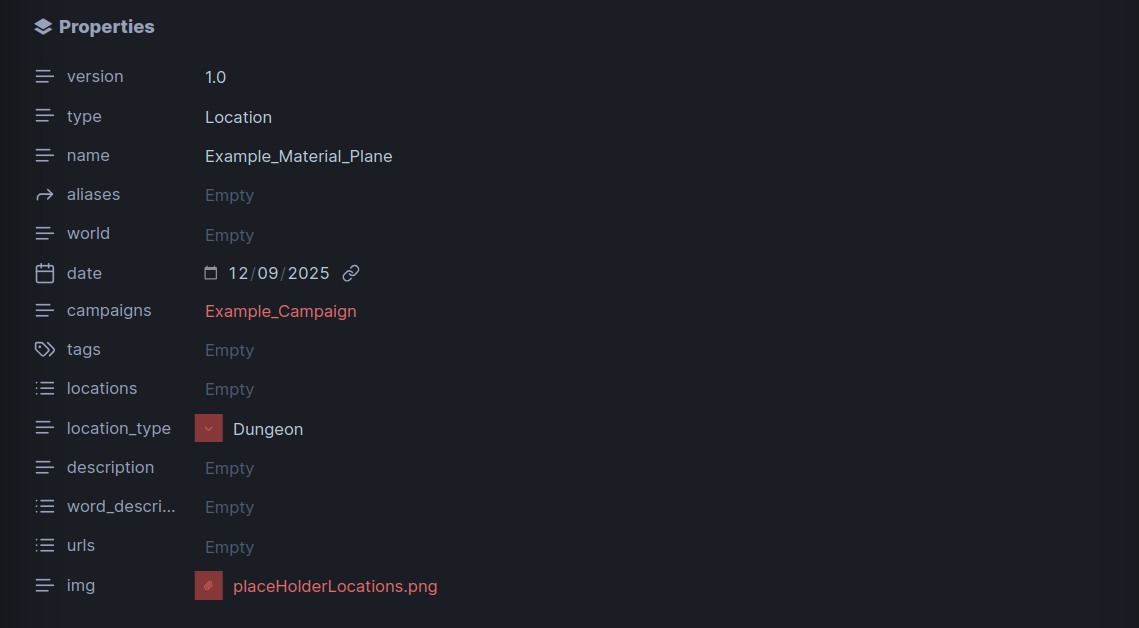 Properties
version 1.0
type Location
name Example_Material_Plane
aliases Empty
world Empty
date 12/09/2025
campaigns Example_Campaign
tags Empty
locations Empty
location_type Dungeon
description Empty
word_descri... Empty
urls Empty
img placeHolderLocations.png